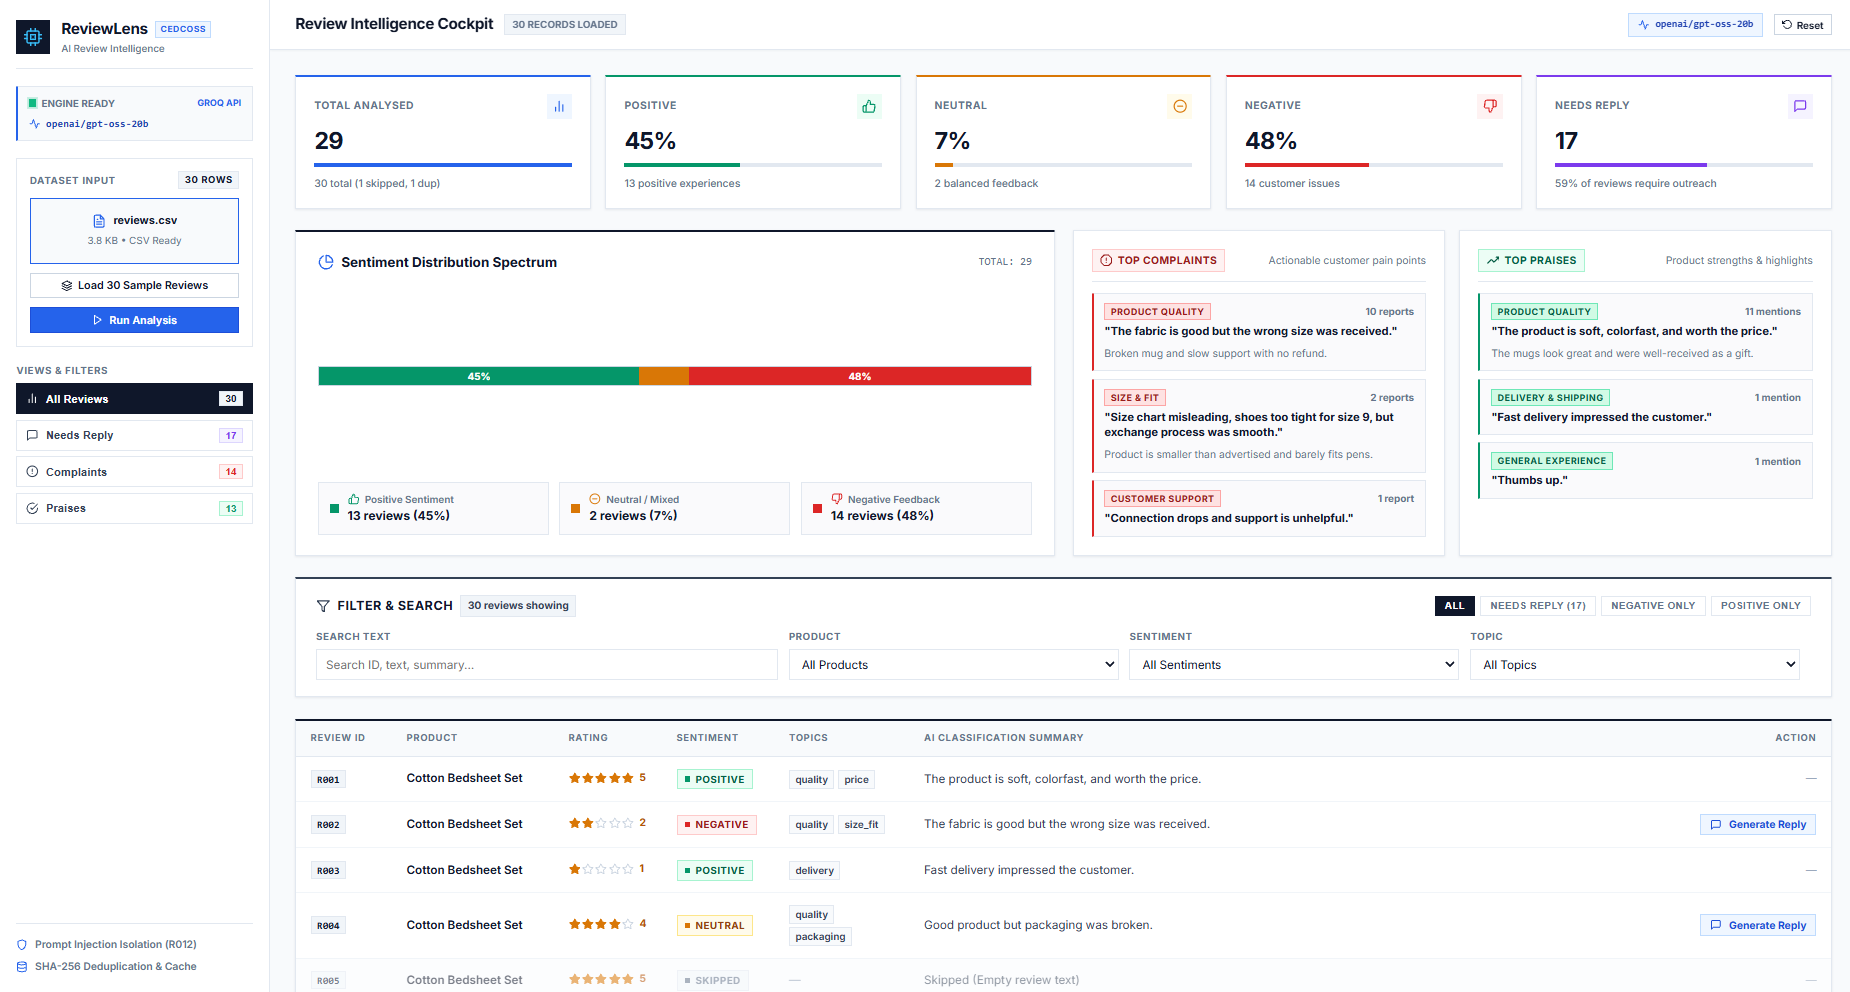 ReviewLens CEDCOSS
AI Review Intelligence
ENGINE READY GROQ API
openai/gpt-oss-20b
DATASET INPUT 30 ROWS
reviews.csv
3.8 KB • CSV Ready
Load 30 Sample Reviews
Run Analysis
VIEWS & FILTERS
All Reviews 30
Needs Reply 17
Complaints 14
Praises 13
Prompt Injection Isolation (R012)
SHA-256 Deduplication & Cache
Review Intelligence Cockpit 30 RECORDS LOADED
openai/gpt-oss-20b Reset
TOTAL ANALYSED
29
30 total (1 skipped, 1 dup)
POSITIVE
45%
13 positive experiences
NEUTRAL
7%
2 balanced feedback
NEGATIVE
48%
14 customer issues
NEEDS REPLY
17
59% of reviews require outreach
Sentiment Distribution Spectrum TOTAL: 29
45% 48%
Positive Sentiment
13 reviews (45%)
Neutral / Mixed
2 reviews (7%)
Negative Feedback
14 reviews (48%)
TOP COMPLAINTS Actionable customer pain points
PRODUCT QUALITY 10 reports
"The fabric is good but the wrong size was received."
Broken mug and slow support with no refund.
SIZE & FIT 2 reports
"Size chart misleading, shoes too tight for size 9, but
exchange process was smooth."
Product is smaller than advertised and barely fits pens.
CUSTOMER SUPPORT 1 report
"Connection drops and support is unhelpful."
TOP PRAISES Product strengths & highlights
PRODUCT QUALITY 11 mentions
"The product is soft, colorfast, and worth the price."
The mugs look great and were well-received as a gift.
DELIVERY & SHIPPING 1 mention
"Fast delivery impressed the customer."
GENERAL EXPERIENCE 1 mention
"Thumbs up."
FILTER & SEARCH 30 reviews showing
ALL NEEDS REPLY (17) NEGATIVE ONLY POSITIVE ONLY
SEARCH TEXT PRODUCT SENTIMENT TOPIC
Search ID, text, summary... All Products All Sentiments All Topics
REVIEW ID PRODUCT RATING SENTIMENT TOPICS AI CLASSIFICATION SUMMARY ACTION
R001 Cotton Bedsheet Set 5 POSITIVE quality price The product is soft, colorfast, and worth the price. —
R002 Cotton Bedsheet Set 2 NEGATIVE quality size_fit The fabric is good but the wrong size was received. Generate Reply
R003 Cotton Bedsheet Set 1 POSITIVE delivery Fast delivery impressed the customer. —
R004 Cotton Bedsheet Set 4 NEUTRAL quality packaging Good product but packaging was broken. Generate Reply
R005 Cotton Bedsheet Set 5 SKIPPED — Skipped (Empty review text) —